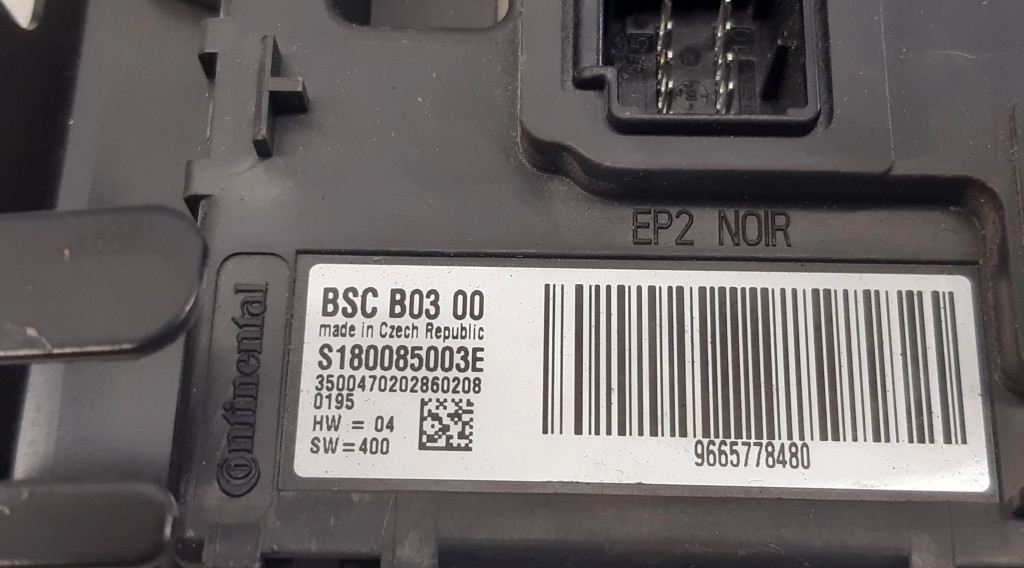 EP2 NOIR
Continental
BSC B03 00
made in Czech Republic
S180085003E
3500470202860208
0195
HW = 04
SW=400
9665778480